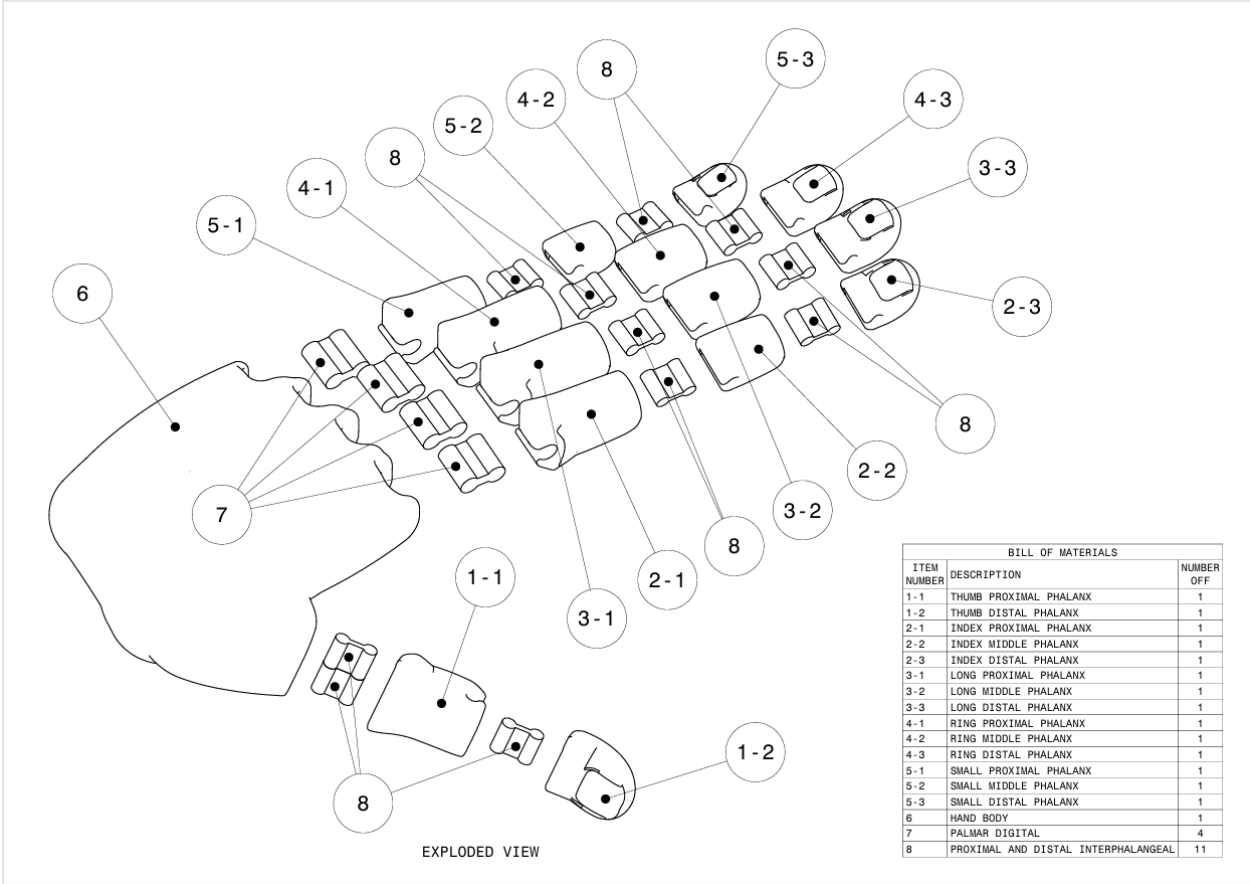 8
5-3
4-2
4-3
5-2
8
3-3
4-1
5-1
6
2-3
8
2-2
7
3-2
8
1-1
2-1
3-1
1-2
8
EXPLODED VIEW
BILL OF MATERIALS
ITEM NUMBER DESCRIPTION NUMBER OFF
1-1 THUMB PROXIMAL PHALANX 1
1-2 THUMB DISTAL PHALANX 1
2-1 INDEX PROXIMAL PHALANX 1
2-2 INDEX MIDDLE PHALANX 1
2-3 INDEX DISTAL PHALANX 1
3-1 LONG PROXIMAL PHALANX 1
3-2 LONG MIDDLE PHALANX 1
3-3 LONG DISTAL PHALANX 1
4-1 RING PROXIMAL PHALANX 1
4-2 RING MIDDLE PHALANX 1
4-3 RING DISTAL PHALANX 1
5-1 SMALL PROXIMAL PHALANX 1
5-2 SMALL MIDDLE PHALANX 1
5-3 SMALL DISTAL PHALANX 1
6 HAND BODY 1
7 PALMAR DIGITAL 4
8 PROXIMAL AND DISTAL INTERPHALANGEAL 11